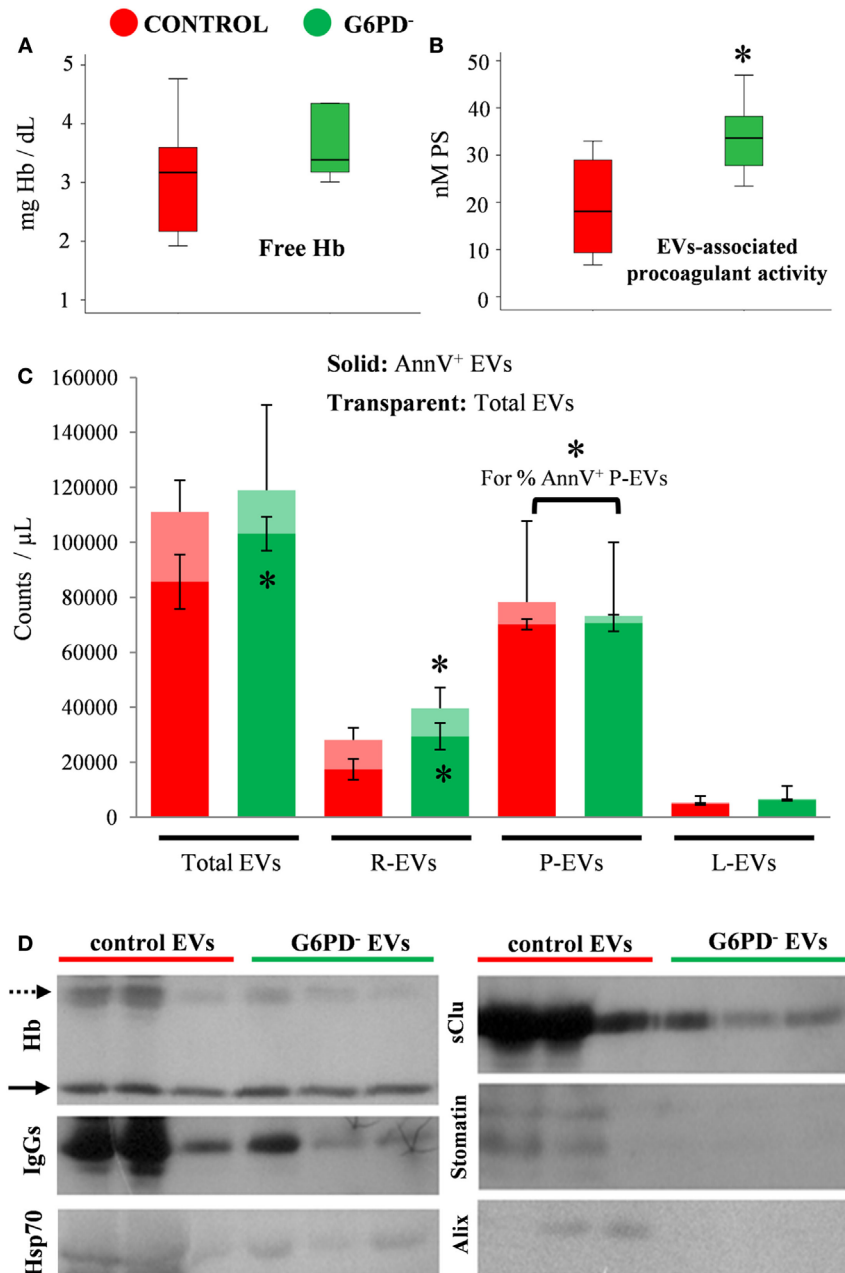 CONTROL G6PD⁻
A
5
4
3
2
1
mg Hb / dL
Free Hb
B
50
40
30
20
10
0
nM PS
*
EVs-associated
procoagulant activity
C
Solid: AnnV⁺ EVs
Transparent: Total EVs
160000
140000
120000
100000
80000
60000
40000
20000
0
Counts / µL
*
For % AnnV⁺ P-EVs
*
*
*
Total EVs R-EVs P-EVs L-EVs
D
control EVs G6PD⁻ EVs
Hb
IgGs
Hsp70
control EVs G6PD⁻ EVs
sClu
Stomatin
Alix